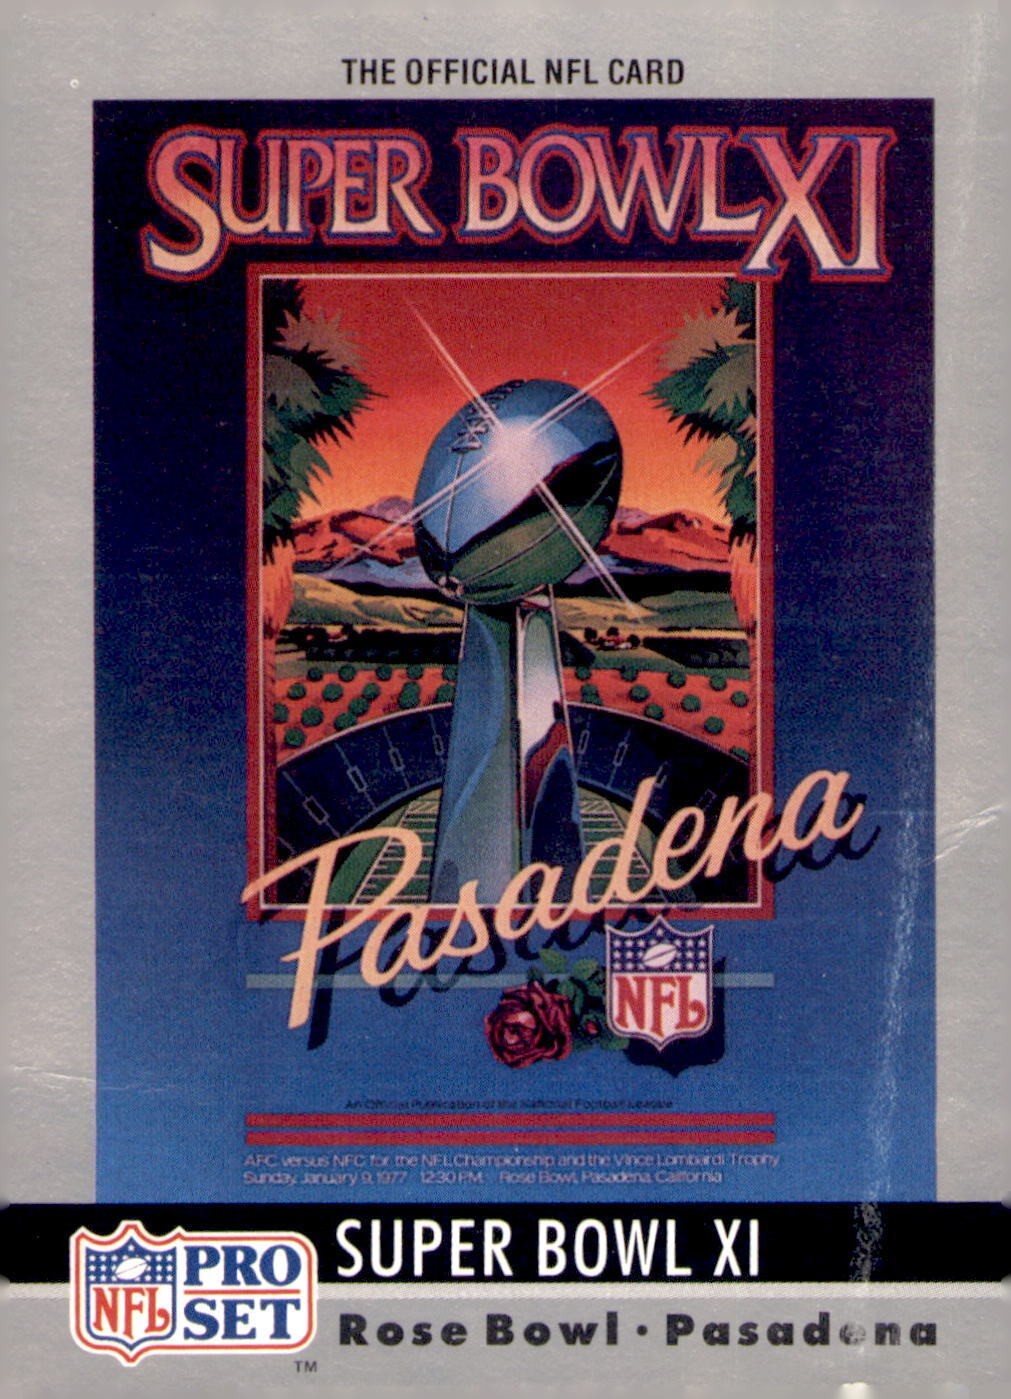 THE OFFICIAL NFL CARD
SUPER BOWL XI
Pasadena
NFL
An Official Publication of the National Football League
AFC versus NFC for the NFL Championship and the Vince Lombardi Trophy
Sunday, January 9, 1977 12:30 P.M. Rose Bowl, Pasadena, California
SUPER BOWL XI
NFL PRO SET
TM
Rose Bowl · Pasadena